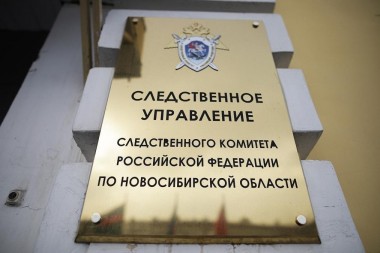 СЛЕДСТВЕННОЕ
УПРАВЛЕНИЕ
СЛЕДСТВЕННОГО КОМИТЕТА
РОССИЙСКОЙ ФЕДЕРАЦИИ
ПО НОВОСИБИРСКОЙ ОБЛАСТИ